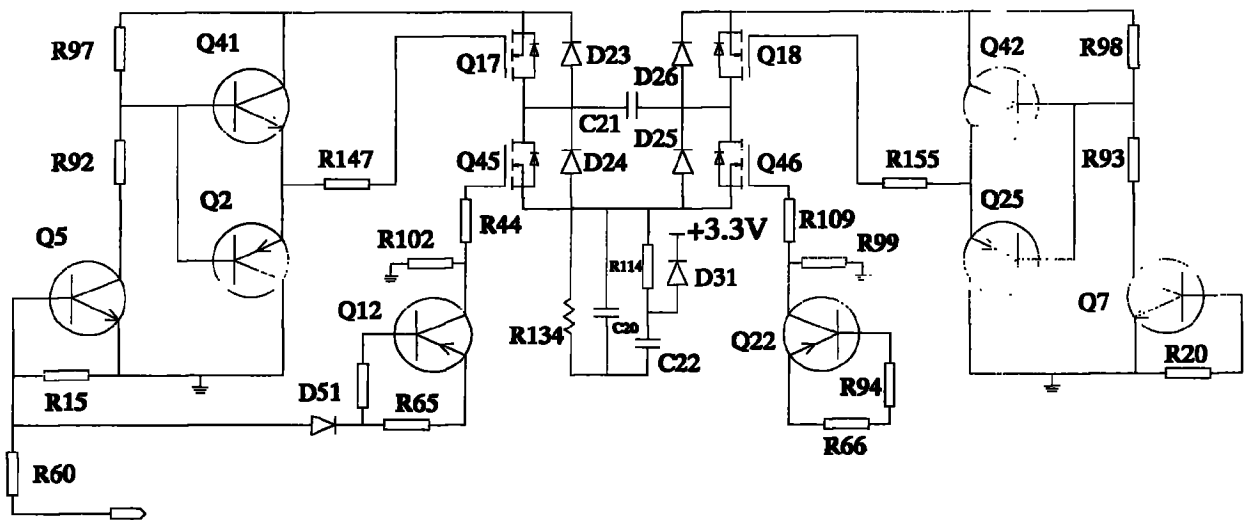 R97
Q41
Q17
D23
D26
Q18
Q42
R98
C21
R92
R147
Q45
D24
D25
Q46
R155
R93
Q2
R44
+3.3V
R109
Q25
Q5
R102
R114
D31
R99
Q12
R134
C20
C22
Q22
Q7
R15
D51
R65
R94
R20
R66
R60